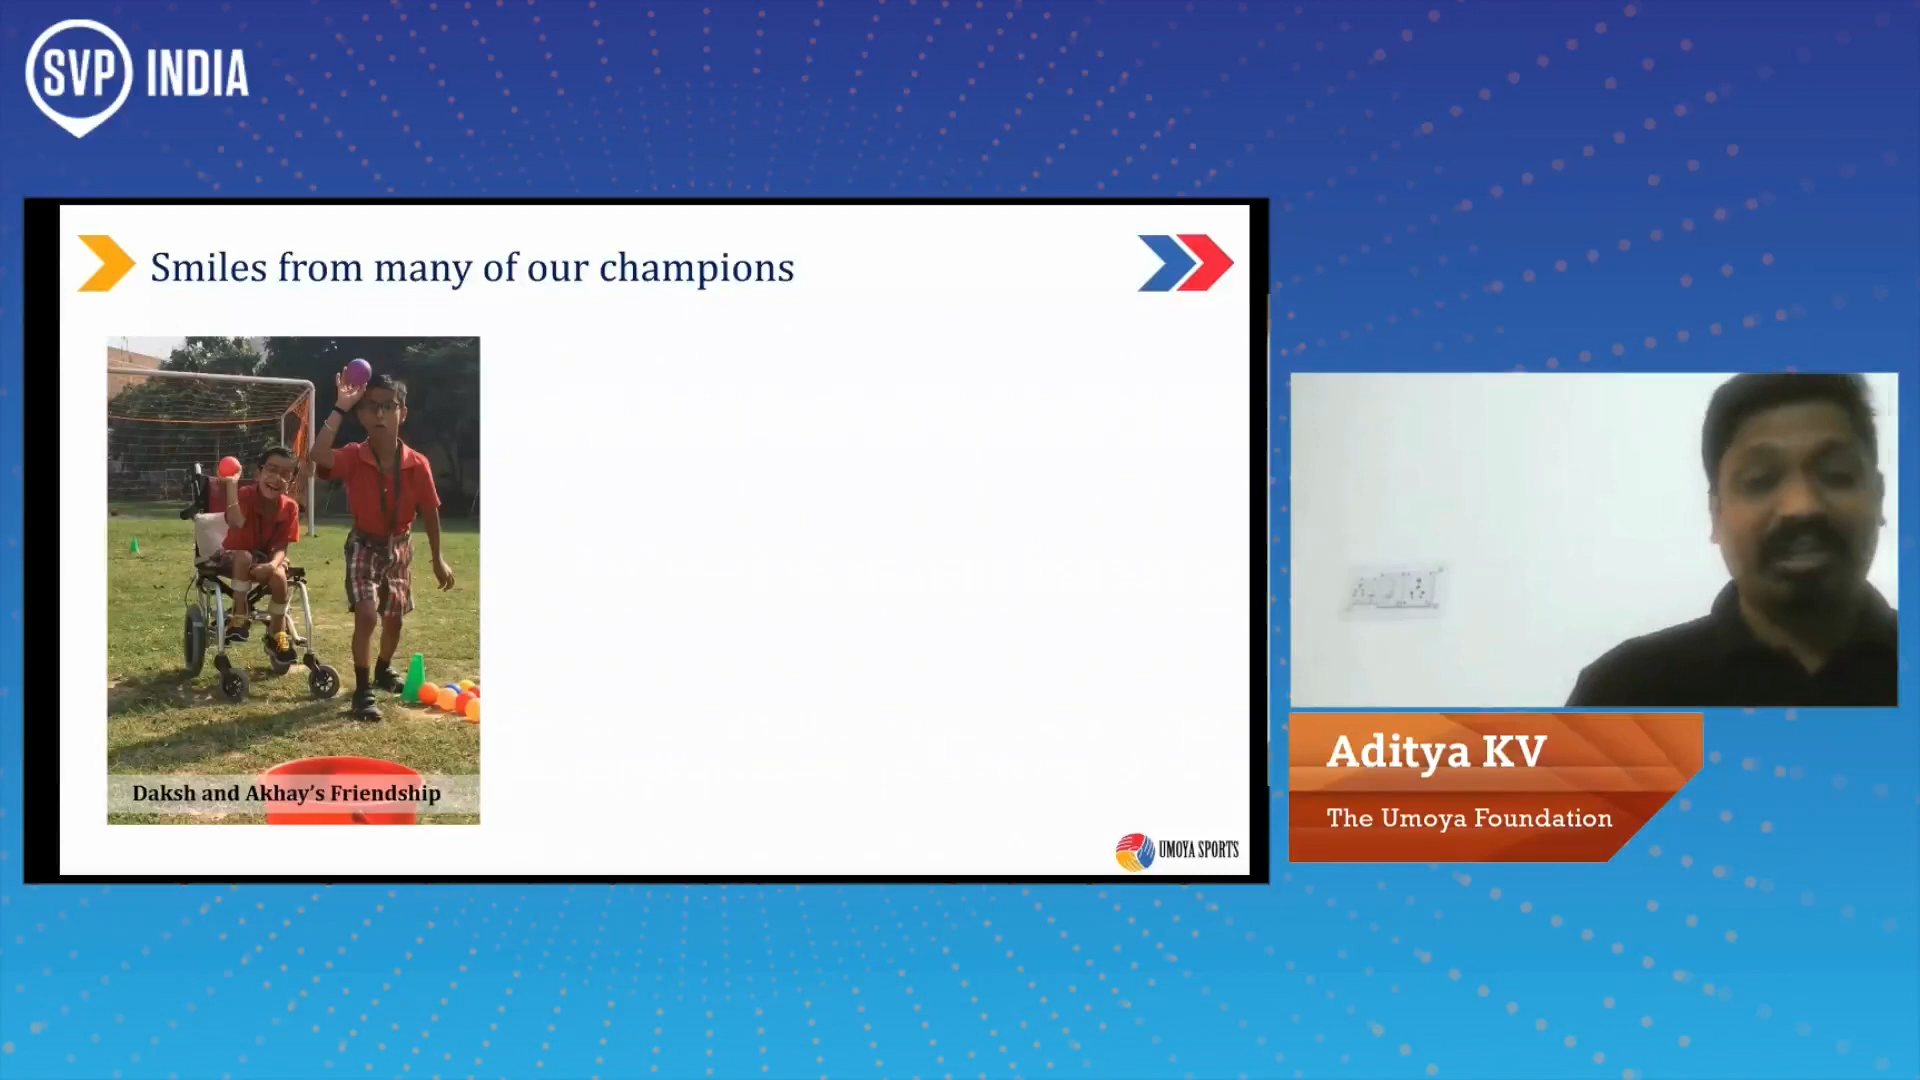 SVP INDIA
Smiles from many of our champions
Daksh and Akhay's Friendship
UMOYA SPORTS
Aditya KV
The Umoya Foundation